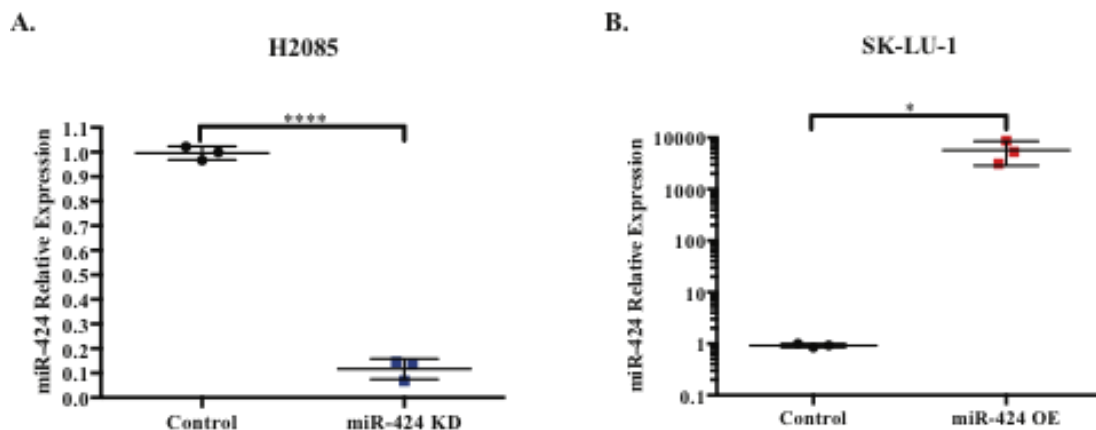 A.
H2085
****
miR-424 Relative Expression
1.1
1.0
0.9
0.8
0.7
0.6
0.5
0.4
0.3
0.2
0.1
0.0
Control miR-424 KD
B.
SK-LU-1
*
miR-424 Relative Expression
10000
1000
100
10
1
0.1
Control miR-424 OE